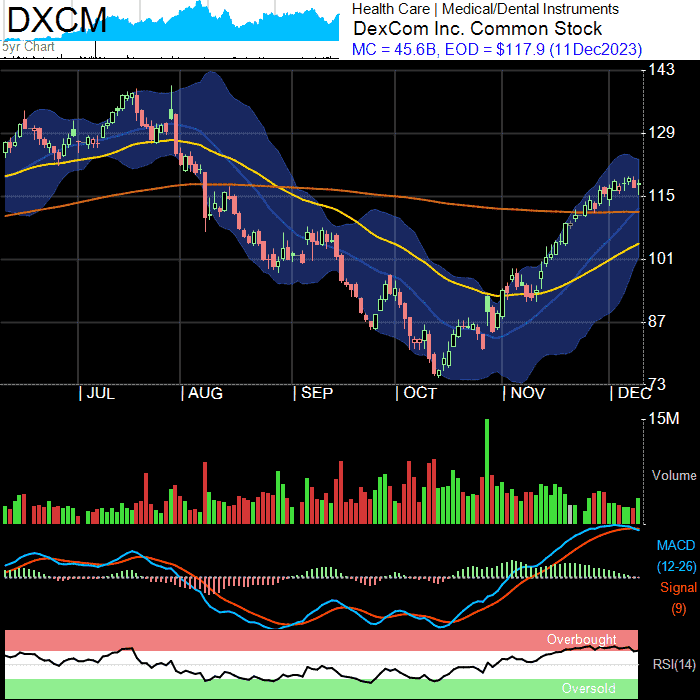 DXCM
5yr Chart
Health Care | Medical/Dental Instruments
DexCom Inc. Common Stock
MC = 45.6B, EOD = $117.9 (11Dec2023)
143
129
115
101
87
73
JUL AUG SEP OCT NOV DEC
15M
Volume
MACD
(12-26)
Signal
(9)
Overbought
RSI(14)
Oversold